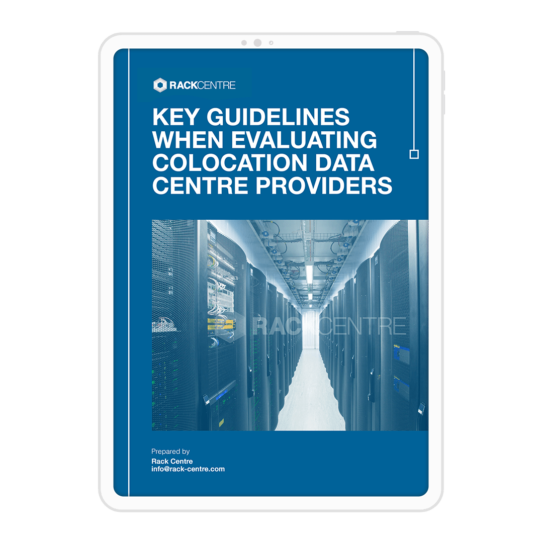 RACKCENTRE
KEY GUIDELINES
WHEN EVALUATING
COLOCATION DATA
CENTRE PROVIDERS
RACKCENTRE
Prepared by
Rack Centre
info@rack-centre.com